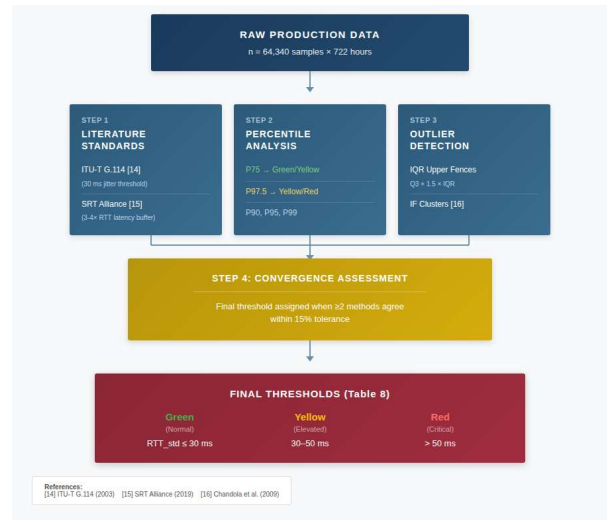 RAW PRODUCTION DATA
n = 64,340 samples × 722 hours
STEP 1
LITERATURE
STANDARDS
ITU-T G.114 [14]
(30 ms jitter threshold)
SRT Alliance [15]
(3-4× RTT latency buffer)
STEP 2
PERCENTILE
ANALYSIS
P75 → Green/Yellow
P97.5 → Yellow/Red
P90, P95, P99
STEP 3
OUTLIER
DETECTION
IQR Upper Fences
Q3 × 1.5 × IQR
IF Clusters [16]
STEP 4: CONVERGENCE ASSESSMENT
Final threshold assigned when ≥2 methods agree
within 15% tolerance
FINAL THRESHOLDS (Table 8)
Green Yellow Red
(Normal) (Elevated) (Critical)
RTT_std ≤ 30 ms 30–50 ms > 50 ms
References:
[14] ITU-T G.114 (2003) [15] SRT Alliance (2019) [16] Chandola et al. (2009)